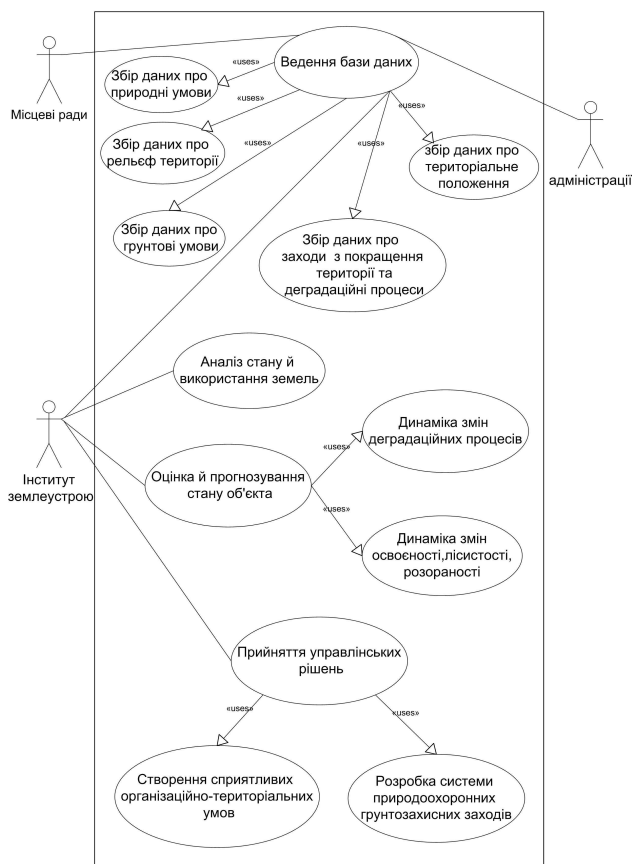 «uses»
Ведення бази даних
Збір даних про
природні умови
Місцеві ради
«uses»
«uses»
«uses»
«uses»
Збір даних про
рельєф території
збір даних про
територіальне
положення
адміністрації
Збір даних про
грунтові умови
Збір даних про
заходи з покращення
території та
деградаційні процеси
Аналіз стану й
використання земель
Динаміка змін
деградаційних процесів
«uses»
Інститут
землеустрою
Оцінка й прогнозування
стану об'єкта
«uses»
Динаміка змін
освоєності,лісистості,
розораності
Прийняття управлінських
рішень
«uses»
«uses»
Створення сприятливих
організаційно-територіальних
умов
Розробка системи
природоохоронних
грунтозахисних заходів